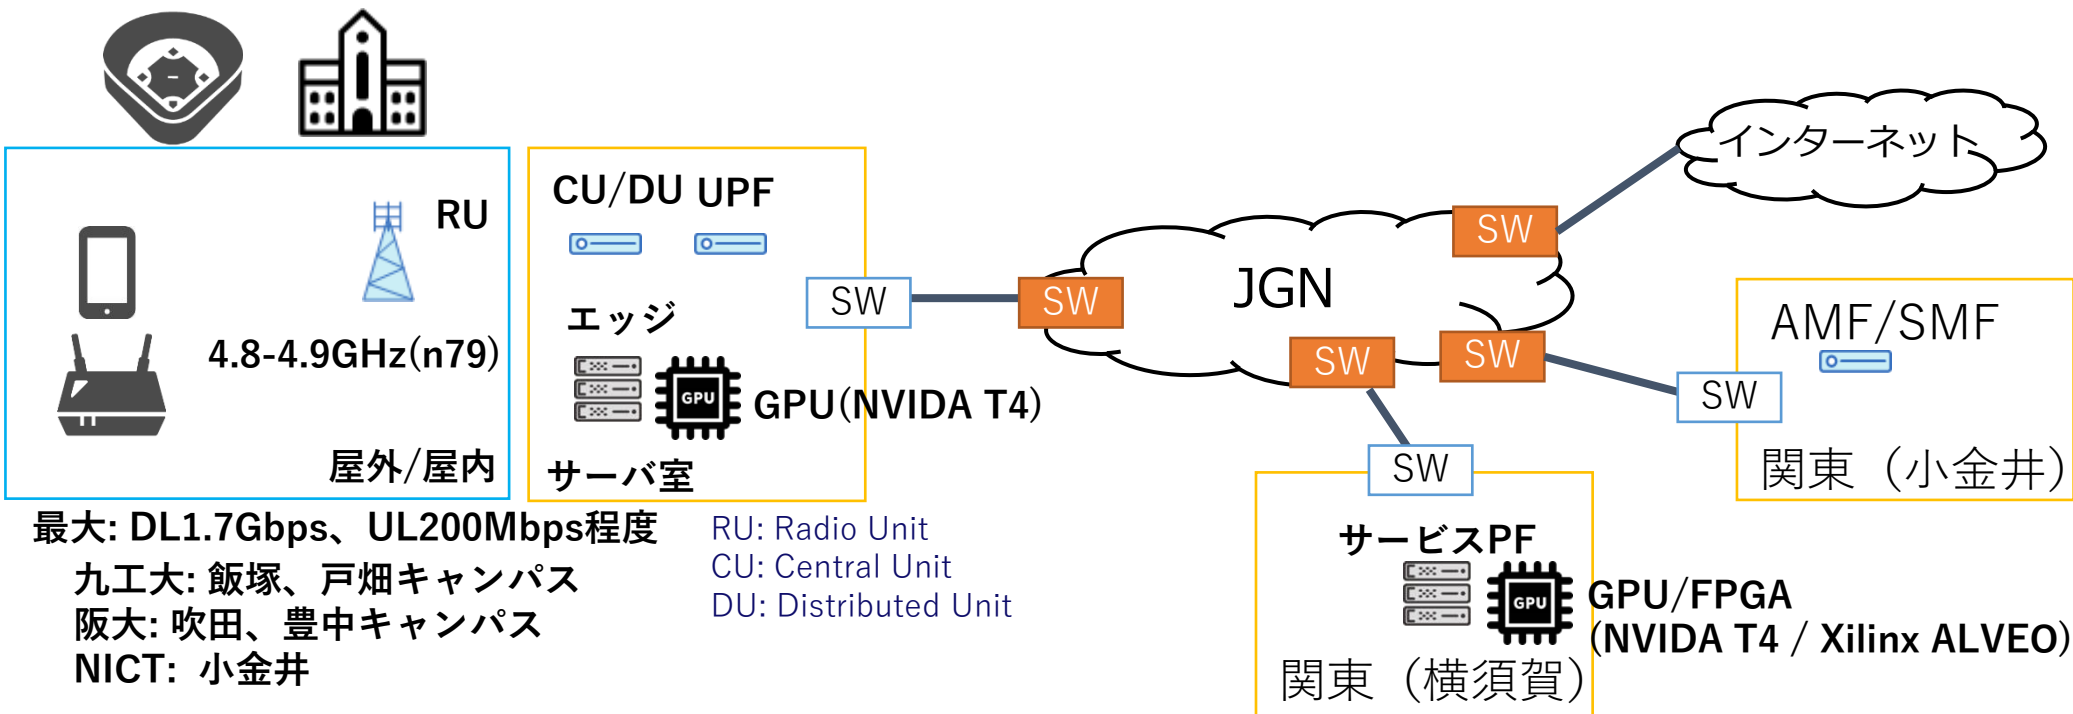 RU
4.8-4.9GHz(n79)
屋外/屋内
CU/DU UPF
エッジ
GPU
GPU(NVIDA T4)
サーバ室
SW
SW
JGN
SW
インターネット
SW
SW
AMF/SMF
SW
関東（小金井）
SW
サービスPF
GPU
GPU/FPGA
(NVIDA T4 / Xilinx ALVEO)
関東（横須賀）
最大: DL1.7Gbps、UL200Mbps程度
九工大: 飯塚、戸畑キャンパス
阪大: 吹田、豊中キャンパス
NICT: 小金井
RU: Radio Unit
CU: Central Unit
DU: Distributed Unit